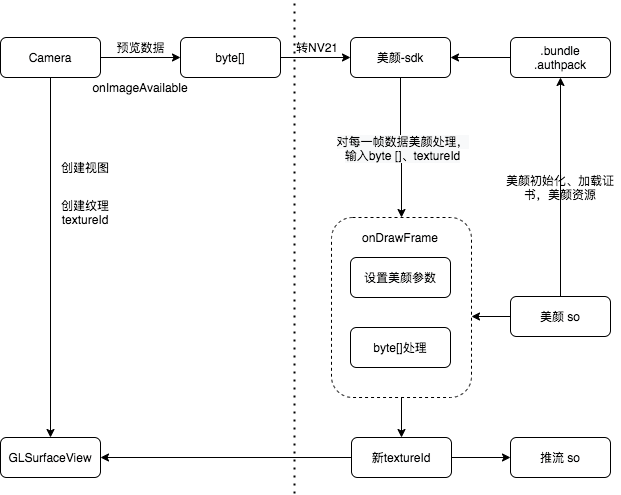 Camera
预览数据
onImageAvailable
byte[]
转NV21
美颜-sdk
.bundle
.authpack
创建视图
创建纹理
textureId
对每一帧数据美颜处理，
输入byte []、textureId
美颜初始化、加载证
书，美颜资源
onDrawFrame
设置美颜参数
byte[]处理
美颜 so
GLSurfaceView
新textureId
推流 so